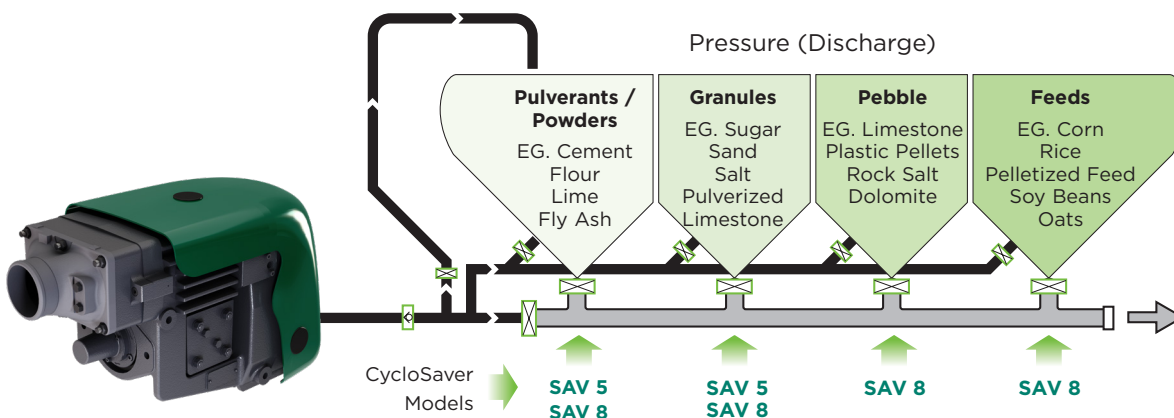 Pressure (Discharge)
Pulverants /
Powders
EG. Cement
Flour
Lime
Fly Ash
Granules
EG. Sugar
Sand
Salt
Pulverized
Limestone
Pebble
EG. Limestone
Plastic Pellets
Rock Salt
Dolomite
Feeds
EG. Corn
Rice
Pelletized Feed
Soy Beans
Oats
CycloSaver
Models
SAV 5
SAV 8
SAV 5
SAV 8
SAV 8
SAV 8